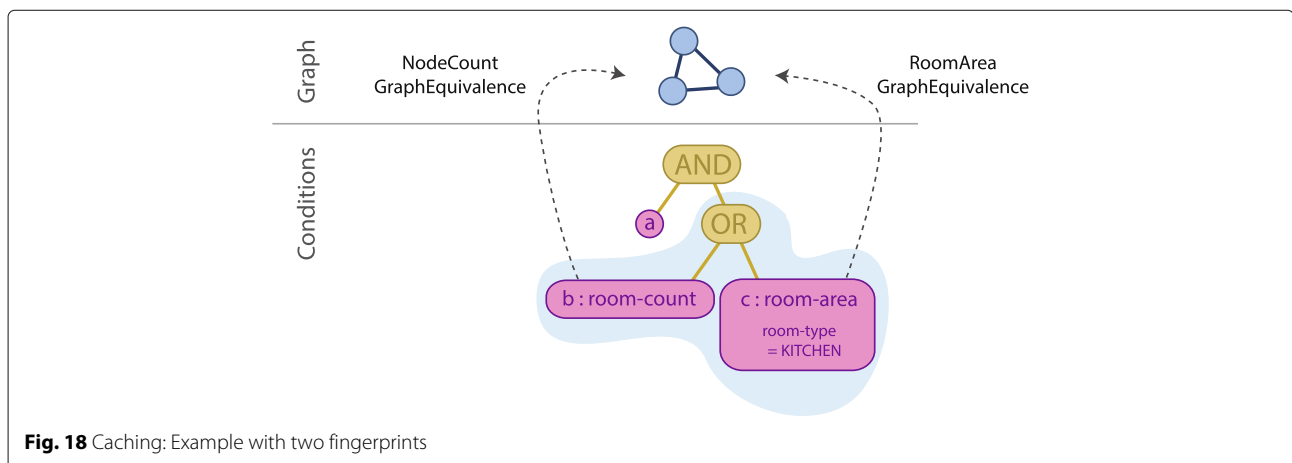 Graph
NodeCount
GraphEquivalence
RoomArea
GraphEquivalence
Conditions
AND
a
OR
b : room-count
c : room-area
room-type
= KITCHEN
Fig. 18 Caching: Example with two fingerprints